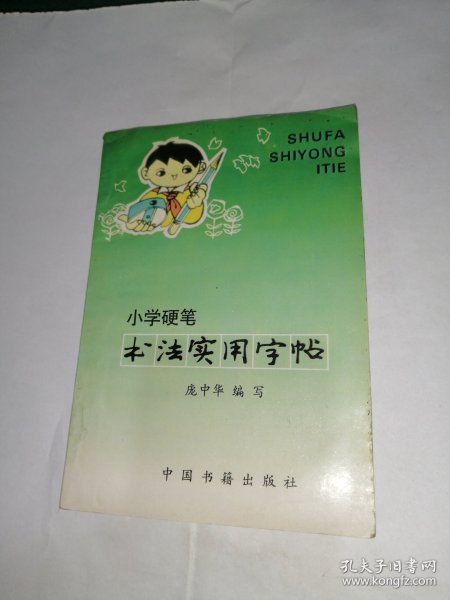 SHUFA
SHIYONG
ITIE
小学硬笔
书法实用字帖
庞中华 编 写
中国书籍出版社
孔夫子旧书网
www.kongfz.com